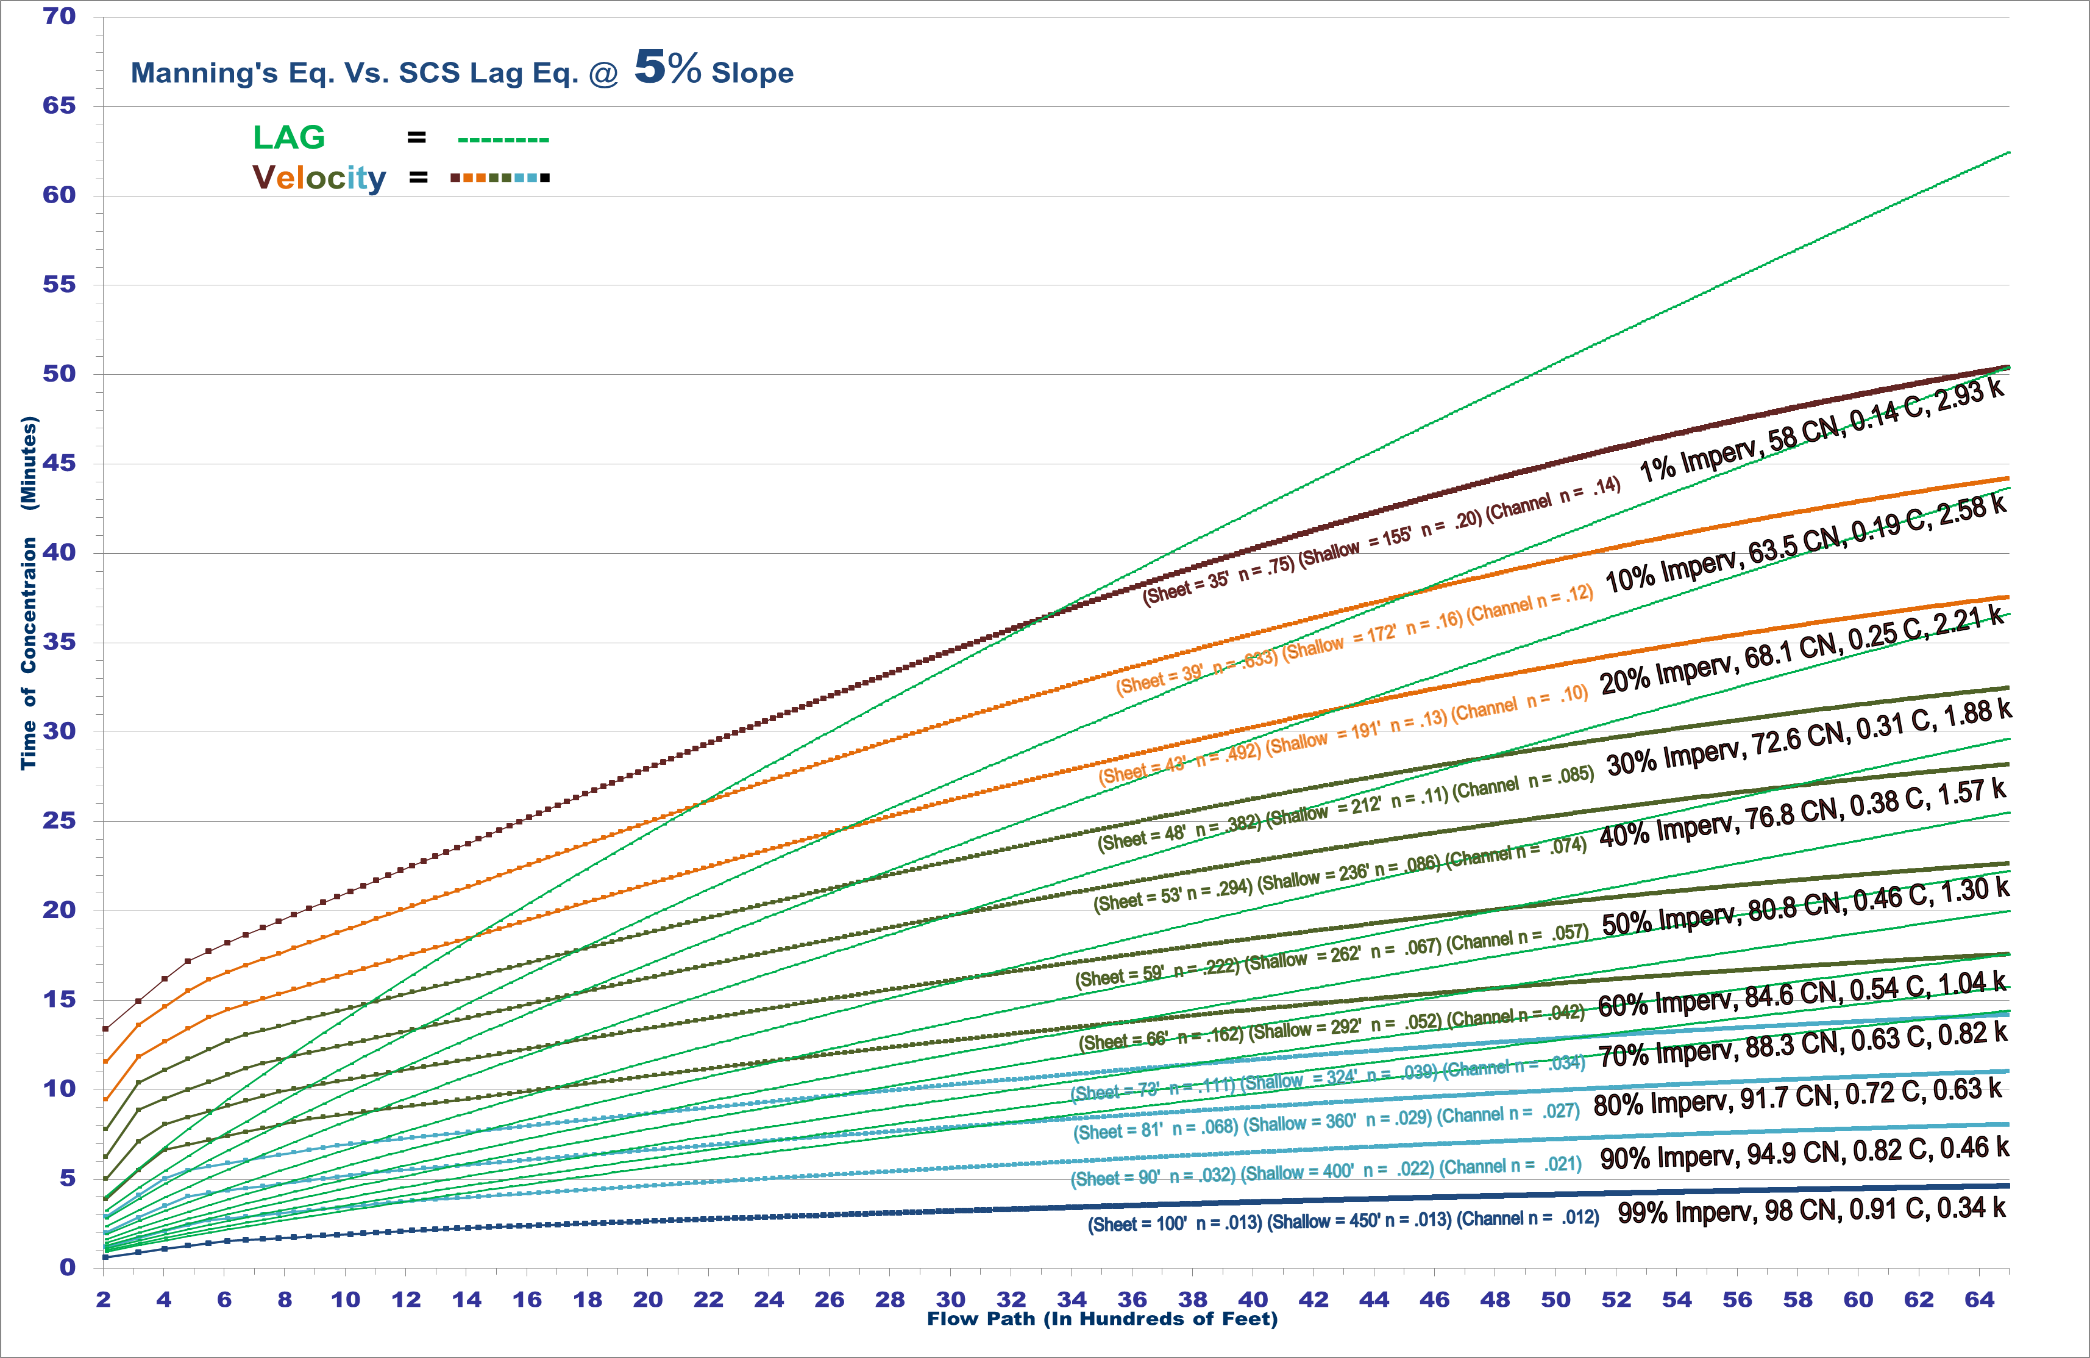 Manning's Eq. Vs. SCS Lag Eq. @ 5% Slope
LAG = --------
Velocity =
70
65
60
55
50
45
40
35
30
25
20
15
10
5
0
Time of Concentraion (Minutes)
(Sheet = 35' n = .75) (Shallow = 155' n = .20) (Channel n = .14)
1% Imperv, 58 CN, 0.14 C, 2.93 k
(Sheet = 39' n = .633) (Shallow = 172' n = .16) (Channel n = .12)
10% Imperv, 63.5 CN, 0.19 C, 2.58 k
(Sheet = 43' n = .492) (Shallow = 191' n = .13) (Channel n = .10)
20% Imperv, 68.1 CN, 0.25 C, 2.21 k
(Sheet = 48' n = .382) (Shallow = 212' n = .11) (Channel n = .085)
30% Imperv, 72.6 CN, 0.31 C, 1.88 k
(Sheet = 53' n = .294) (Shallow = 236' n = .086) (Channel n = .074)
40% Imperv, 76.8 CN, 0.38 C, 1.57 k
(Sheet = 59' n = .222) (Shallow = 262' n = .067) (Channel n = .057)
50% Imperv, 80.8 CN, 0.46 C, 1.30 k
(Sheet = 66' n = .162) (Shallow = 292' n = .052) (Channel n = .042)
60% Imperv, 84.6 CN, 0.54 C, 1.04 k
(Sheet = 73' n = .111) (Shallow = 324' n = .039) (Channel n = .034)
70% Imperv, 88.3 CN, 0.63 C, 0.82 k
(Sheet = 81' n = .068) (Shallow = 360' n = .029) (Channel n = .027)
80% Imperv, 91.7 CN, 0.72 C, 0.63 k
(Sheet = 90' n = .032) (Shallow = 400' n = .022) (Channel n = .021)
90% Imperv, 94.9 CN, 0.82 C, 0.46 k
(Sheet = 100' n = .013) (Shallow = 450' n = .013) (Channel n = .012)
99% Imperv, 98 CN, 0.91 C, 0.34 k
2 4 6 8 10 12 14 16 18 20 22 24 26 28 30 32 34 36 38 40 42 44 46 48 50 52 54 56 58 60 62 64
Flow Path (In Hundreds of Feet)